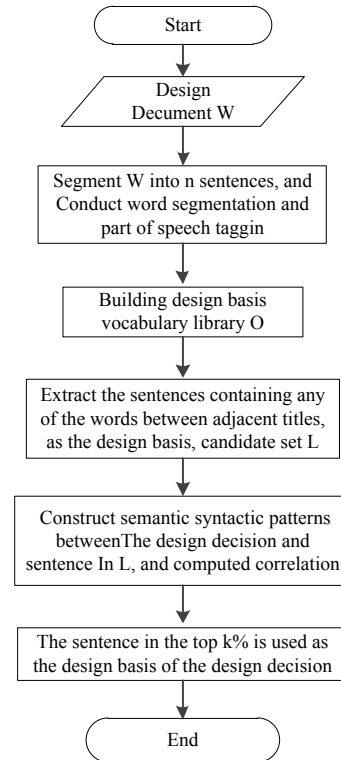 Start
Design
Decument W
Segment W into n sentences, and
Conduct word segmentation and
part of speech taggin
Building design basis
vocabulary library O
Extract the sentences containing any
of the words between adjacent titles,
as the design basis, candidate set L
Construct semantic syntactic patterns
betweenThe design decision and
sentence In L, and computed correlation
The sentence in the top k% is used as
the design basis of the design decision
End